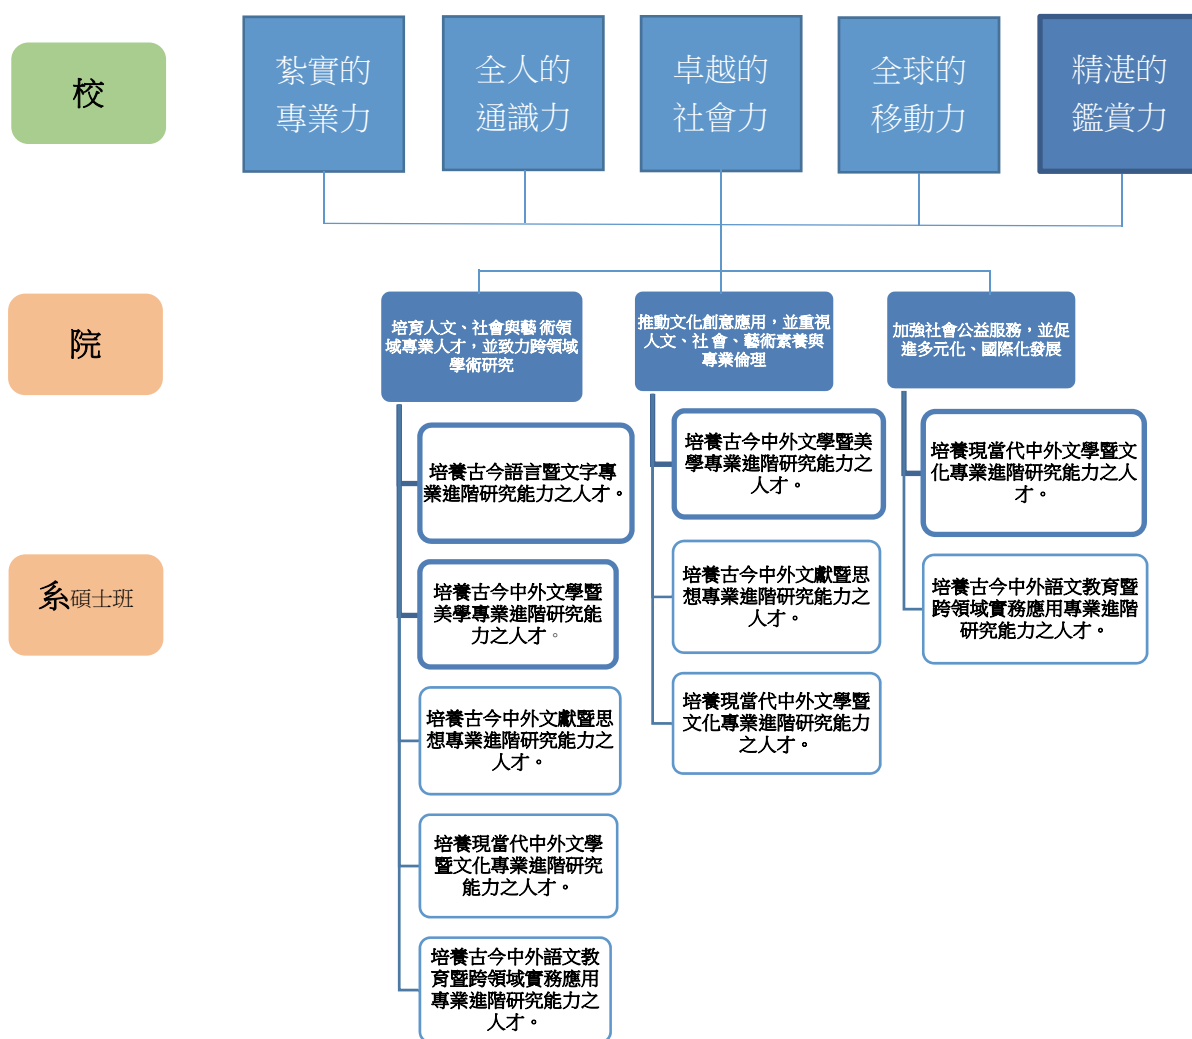 校
紮實的
專業力
全人的
通識力
卓越的
社會力
全球的
移動力
精湛的
鑑賞力
院
培育人文、社會與藝術領
域專業人才，並致力跨領域
學術研究
推動文化創意應用，並重視
人文、社會、藝術素養與
專業倫理
加強社會公益服務，並促
進多元化、國際化發展
系碩士班
培養古今語言暨文字專
業進階研究能力之人才。
培養古今中外文學暨
美學專業進階研究能
力之人才。
培養古今中外文獻暨思
想專業進階研究能力之
人才。
培養現當代中外文學
暨文化專業進階研究
能力之人才。
培養古今中外語文教
育暨跨領域實務應用
專業進階研究能力之
人才。
培養古今中外文學暨美
學專業進階研究能力之
人才。
培養古今中外文獻暨思
想專業進階研究能力之
人才。
培養現當代中外文學暨
文化專業進階研究能力
之人才。
培養現當代中外文學暨文
化專業進階研究能力之人
才。
培養古今中外語文教育暨
跨領域實務應用專業進階
研究能力之人才。